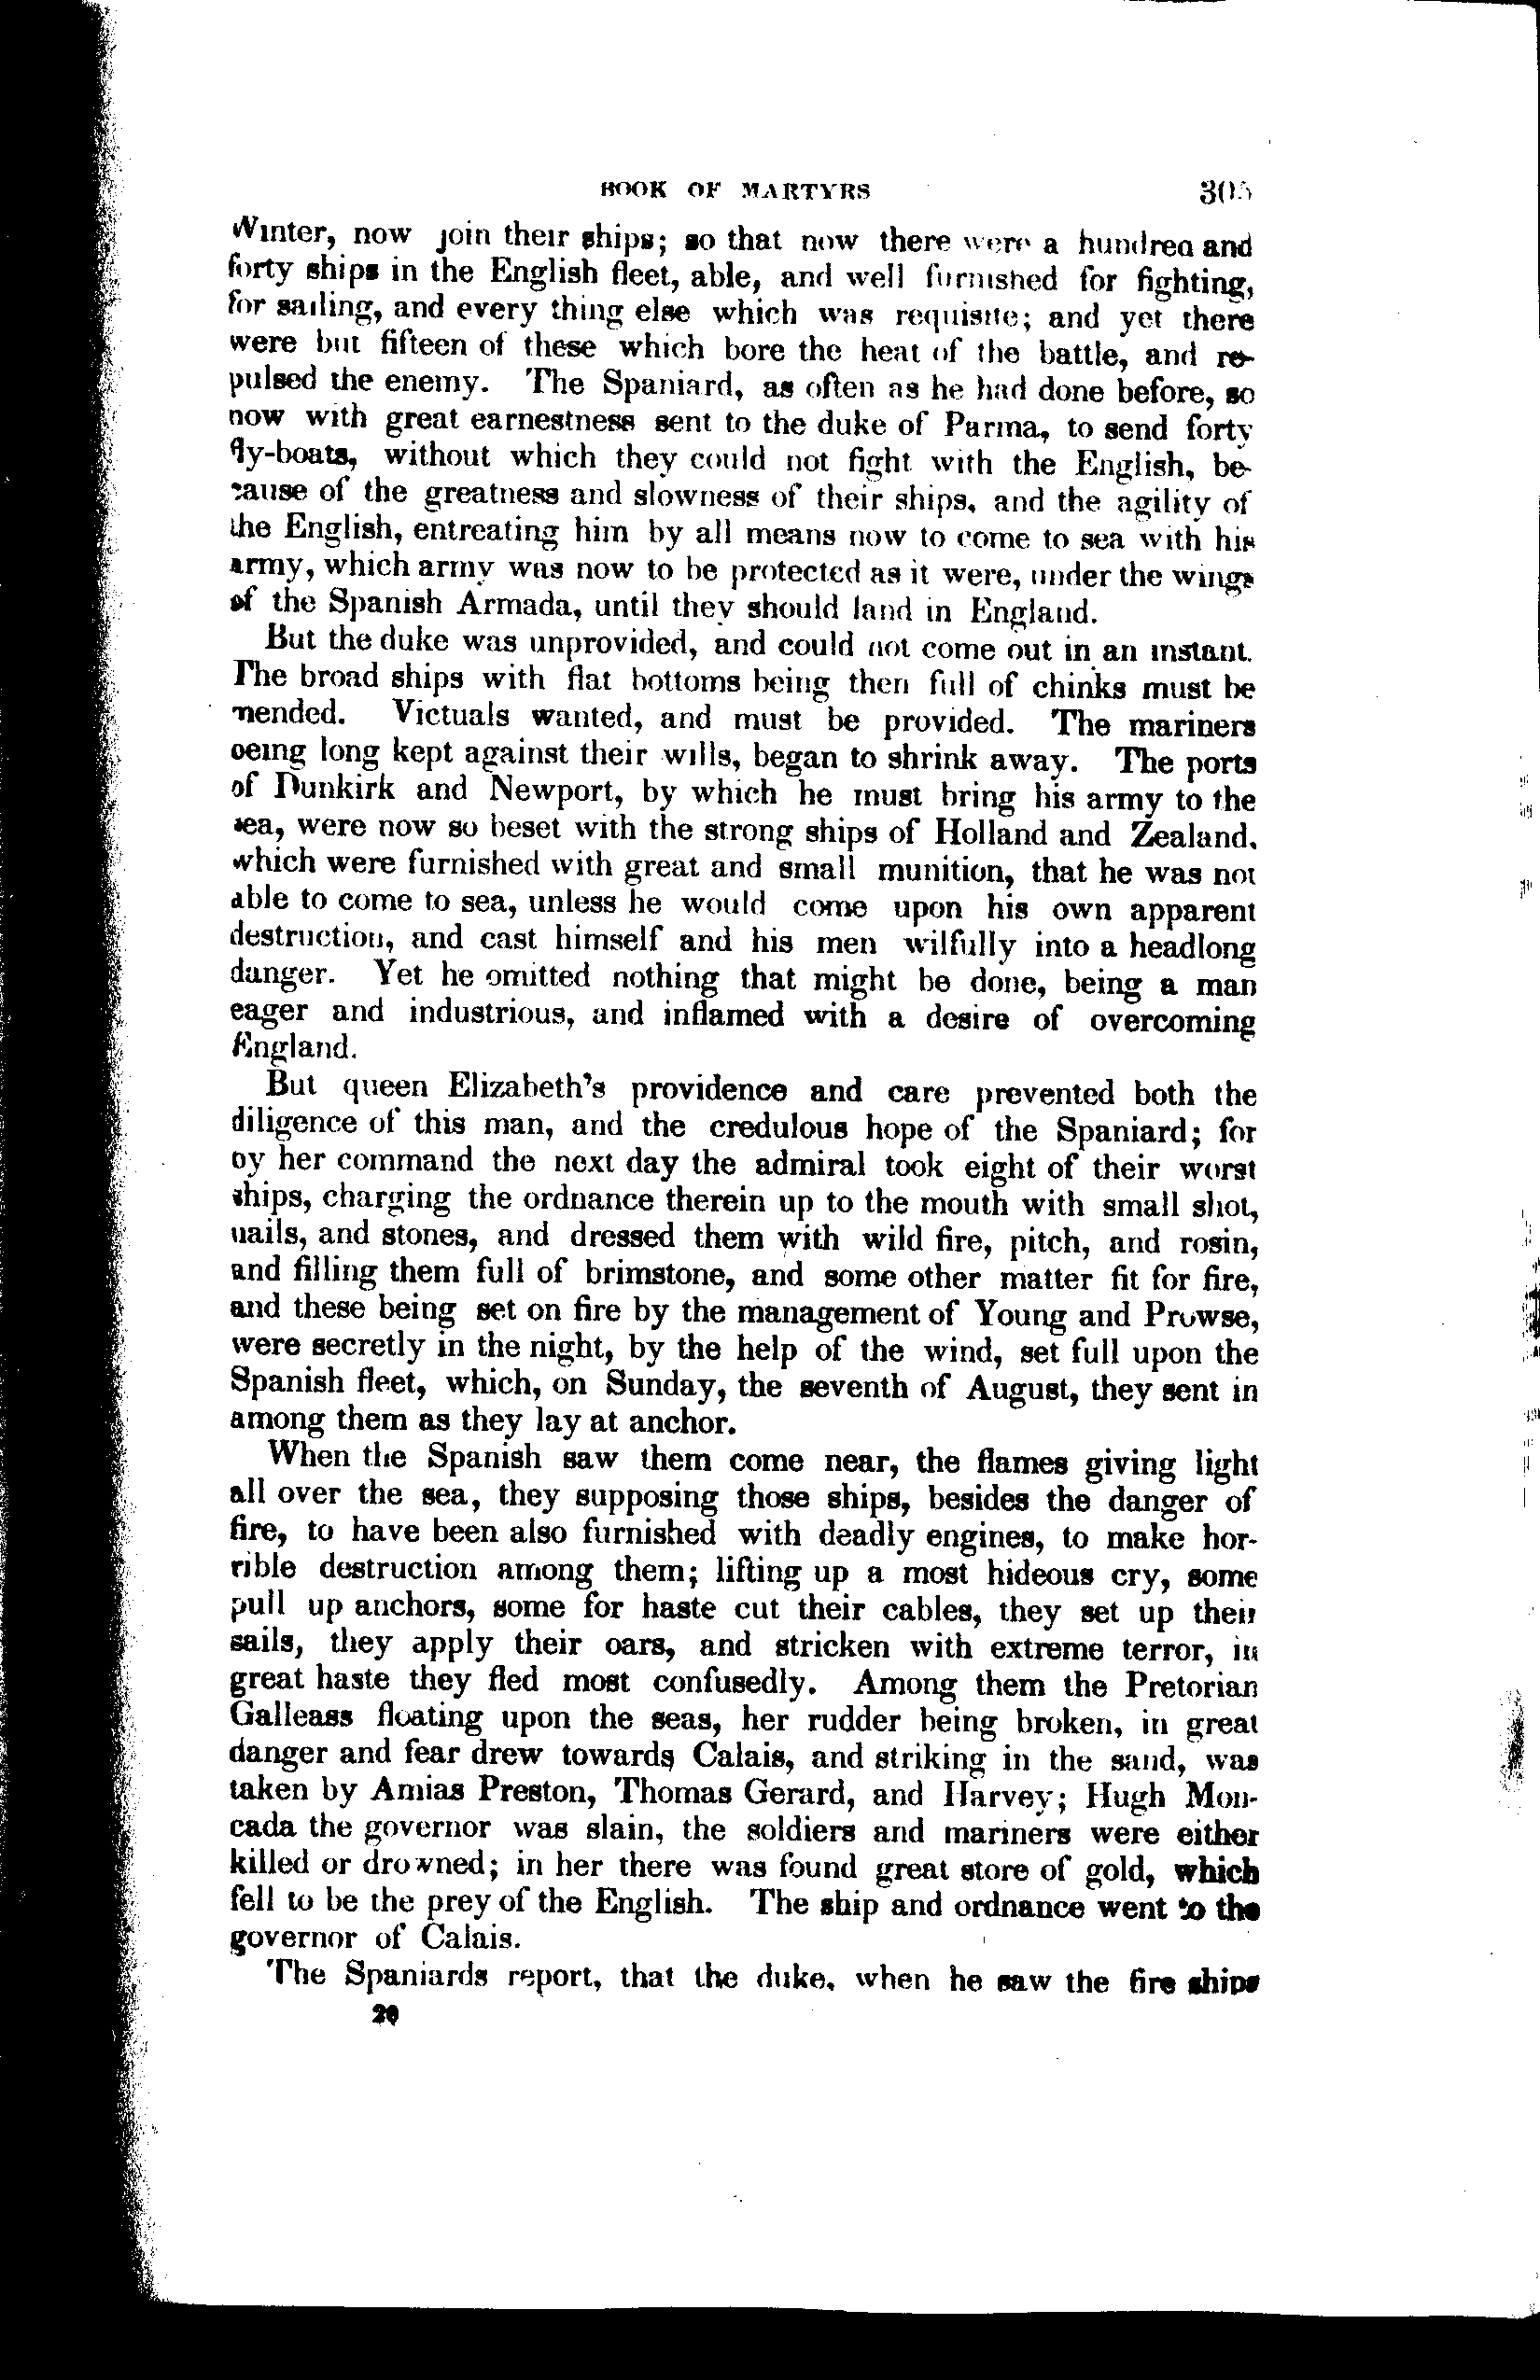 BOOK OF MARTYRS 305
Winter, now join their ships; so that now there were a hundred and
forty ships in the English fleet, able, and well furnished for fighting,
for sailing, and every thing else which was requisite; and yet there
were but fifteen of these which bore the heat of the battle, and re-
pulsed the enemy. The Spaniard, as often as he had done before, so
now with great earnestness sent to the duke of Parma, to send forty
fly-boats, without which they could not fight with the English, be-
cause of the greatness and slowness of their ships, and the agility of
the English, entreating him by all means now to come to sea with his
army, which army was now to be protected as it were, under the wings
of the Spanish Armada, until they should land in England.
But the duke was unprovided, and could not come out in an instant.
The broad ships with flat bottoms being then full of chinks must be
mended. Victuals wanted, and must be provided. The mariners
being long kept against their wills, began to shrink away. The ports
of Dunkirk and Newport, by which he must bring his army to the
sea, were now so beset with the strong ships of Holland and Zealand,
which were furnished with great and small munition, that he was not
able to come to sea, unless he would come upon his own apparent
destruction, and cast himself and his men wilfully into a headlong
danger. Yet he omitted nothing that might be done, being a man
eager and industrious, and inflamed with a desire of overcoming
England.
But queen Elizabeth's providence and care prevented both the
diligence of this man, and the credulous hope of the Spaniard; for
by her command the next day the admiral took eight of their worst
ships, charging the ordnance therein up to the mouth with small shot,
nails, and stones, and dressed them with wild fire, pitch, and rosin,
and filling them full of brimstone, and some other matter fit for fire,
and these being set on fire by the management of Young and Prowse,
were secretly in the night, by the help of the wind, set full upon the
Spanish fleet, which, on Sunday, the seventh of August, they sent in
among them as they lay at anchor.
When the Spanish saw them come near, the flames giving light
all over the sea, they supposing those ships, besides the danger of
fire, to have been also furnished with deadly engines, to make hor-
rible destruction among them; lifting up a most hideous cry, some
pull up anchors, some for haste cut their cables, they set up their
sails, they apply their oars, and stricken with extreme terror, in
great haste they fled most confusedly. Among them the Pretorian
Galleass floating upon the seas, her rudder being broken, in great
danger and fear drew towards Calais, and striking in the sand, was
taken by Amias Preston, Thomas Gerard, and Harvey; Hugh Mon-
cada the governor was slain, the soldiers and mariners were either
killed or drowned; in her there was found great store of gold, which
fell to be the prey of the English. The ship and ordnance went to the
governor of Calais.
The Spaniards report, that the duke, when he saw the fire ships
20